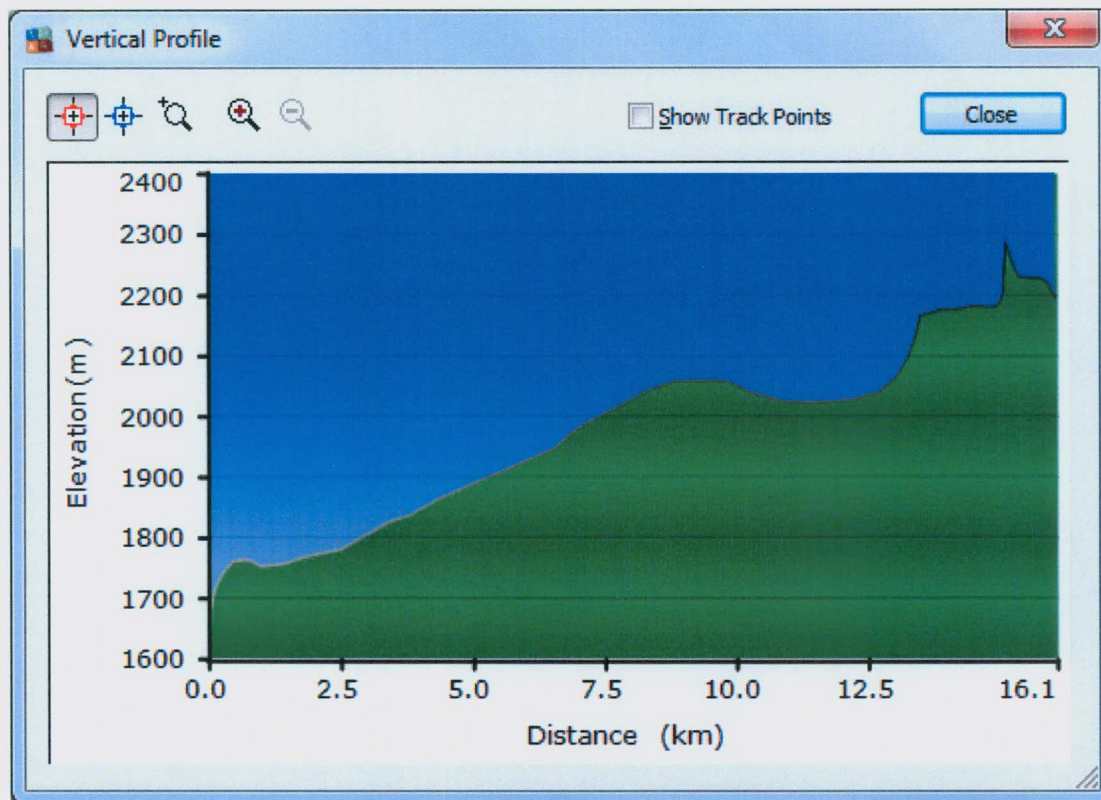 Vertical Profile
Show Track Points
Close
2400
2300
2200
2100
2000
1900
1800
1700
1600
Elevation(m)
0.0 2.5 5.0 7.5 10.0 12.5 16.1
Distance (km)